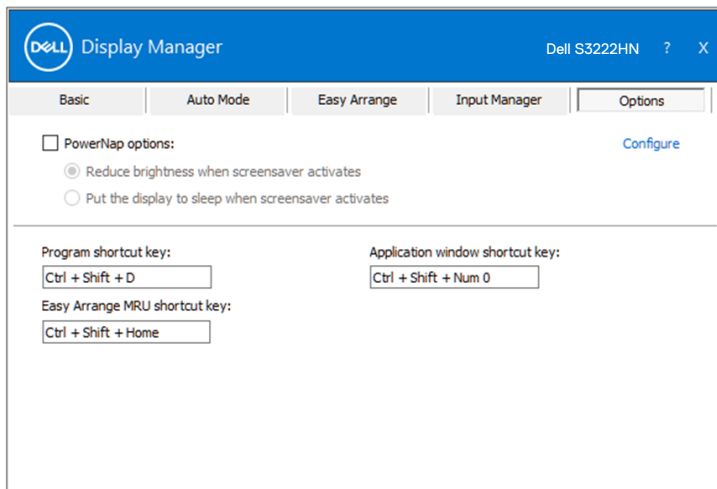 DELL Display Manager Dell S3222HN ? X
Basic Auto Mode Easy Arrange Input Manager Options
PowerNap options: Configure
Reduce brightness when screensaver activates
Put the display to sleep when screensaver activates
Program shortcut key: Application window shortcut key:
Ctrl + Shift + D Ctrl + Shift + Num 0
Easy Arrange MRU shortcut key:
Ctrl + Shift + Home